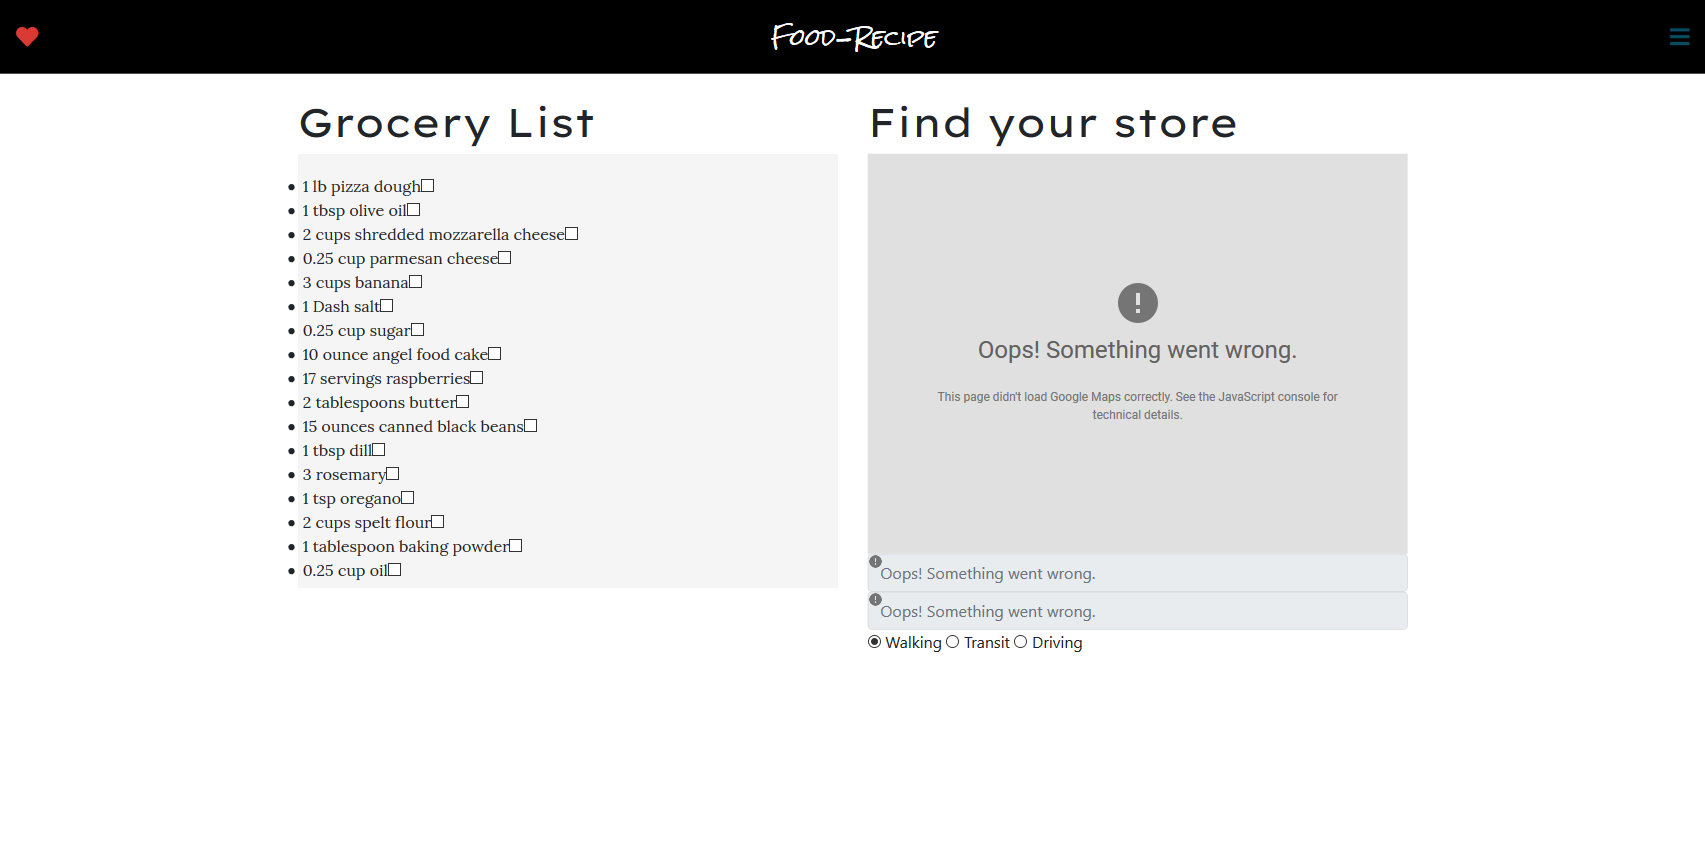 Food-Recipe
Grocery List
1 lb pizza dough
1 tbsp olive oil
2 cups shredded mozzarella cheese
0.25 cup parmesan cheese
3 cups banana
1 Dash salt
0.25 cup sugar
10 ounce angel food cake
17 servings raspberries
2 tablespoons butter
15 ounces canned black beans
1 tbsp dill
3 rosemary
1 tsp oregano
2 cups spelt flour
1 tablespoon baking powder
0.25 cup oil
Find your store
Oops! Something went wrong.
This page didn't load Google Maps correctly. See the JavaScript console for
technical details.
Oops! Something went wrong.
Oops! Something went wrong.
Walking Transit Driving